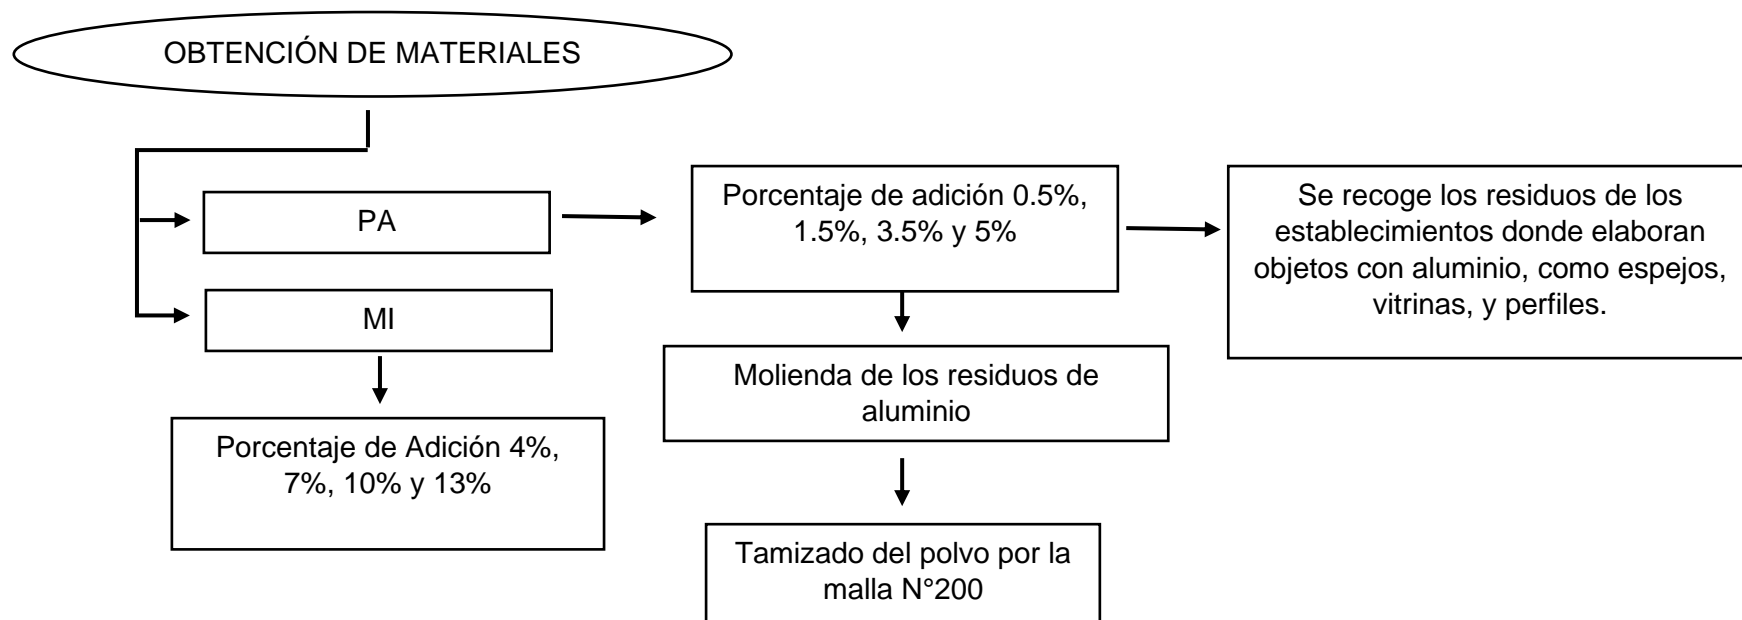 OBTENCIÓN DE MATERIALES
PA
MI
Porcentaje de Adición 4%,
7%, 10% y 13%
Porcentaje de adición 0.5%,
1.5%, 3.5% y 5%
Molienda de los residuos de
aluminio
Tamizado del polvo por la
malla N°200
Se recoge los residuos de los
establecimientos donde elaboran
objetos con aluminio, como espejos,
vitrinas, y perfiles.